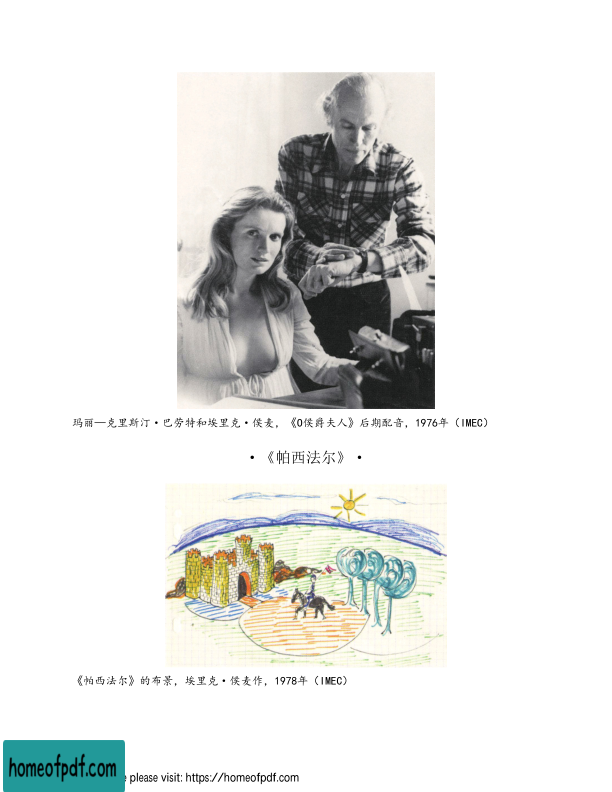 玛丽—克里斯汀·巴劳特和埃里克·侯麦，《O侯爵夫人》后期配音，1976年（IMEC）
·《帕西法尔》·
《帕西法尔》的布景，埃里克·侯麦作，1978年（IMEC）
homeofpdf.com
e please visit: https://homeofpdf.com